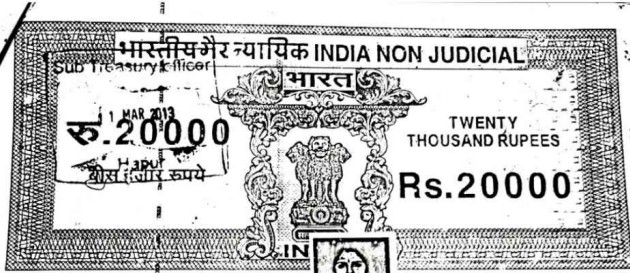 भारतीय गैर न्यायिक INDIA NON JUDICIAL
Sub Treasury Officer
भारत
11 MAR 2013
रु.20000
Hapur
बीस हजार रुपये
TWENTY
THOUSAND RUPEES
Rs.20000
IN